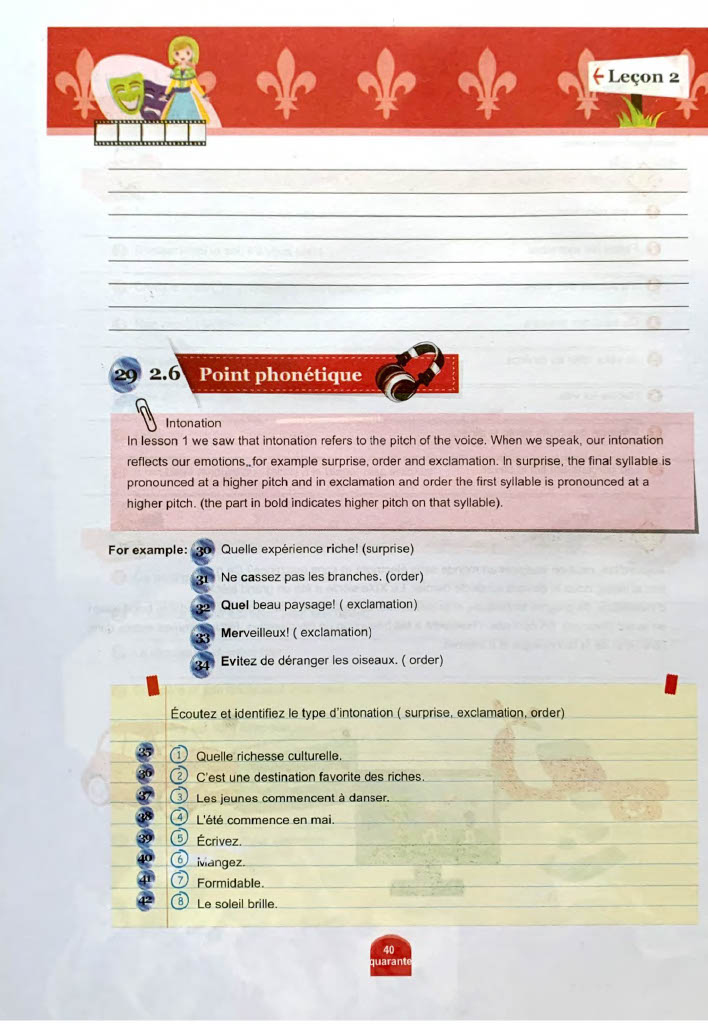 Leçon 2
29 2.6 Point phonétique
Intonation
In lesson 1 we saw that intonation refers to the pitch of the voice. When we speak, our intonation
reflects our emotions,,for example surprise, order and exclamation. In surprise, the final syllable is
pronounced at a higher pitch and in exclamation and order the first syllable is pronounced at a
higher pitch. (the part in bold indicates higher pitch on that syllable).
For example: 30 Quelle expérience riche! (surprise)
31 Ne cassez pas les branches. (order)
32 Quel beau paysage! ( exclamation)
33 Merveilleux! ( exclamation)
34 Evitez de déranger les oiseaux. ( order)
Écoutez et identifiez le type d'intonation ( surprise, exclamation, order)
35 1 Quelle richesse culturelle.
36 2 C'est une destination favorite des riches.
37 3 Les jeunes commencent à danser.
38 4 L'été commence en mai.
39 5 Écrivez.
40 6 Mangez.
41 7 Formidable.
42 8 Le soleil brille.
40
quarante